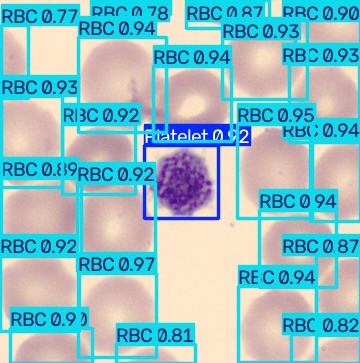 RBC 0.77
RBC 0.78
RBC 0.87
RBC 0.90
RBC 0.94
RBC 0.93
RBC 0.94
RBC 0.93
RBC 0.93
RBC 0.92
RBC 0.95
RBC 0.94
Platelet 0.92
RBC 0.89
RBC 0.92
RBC 0.94
RBC 0.92
RBC 0.87
RBC 0.97
RBC 0.94
RBC 0.81
RBC 0.82